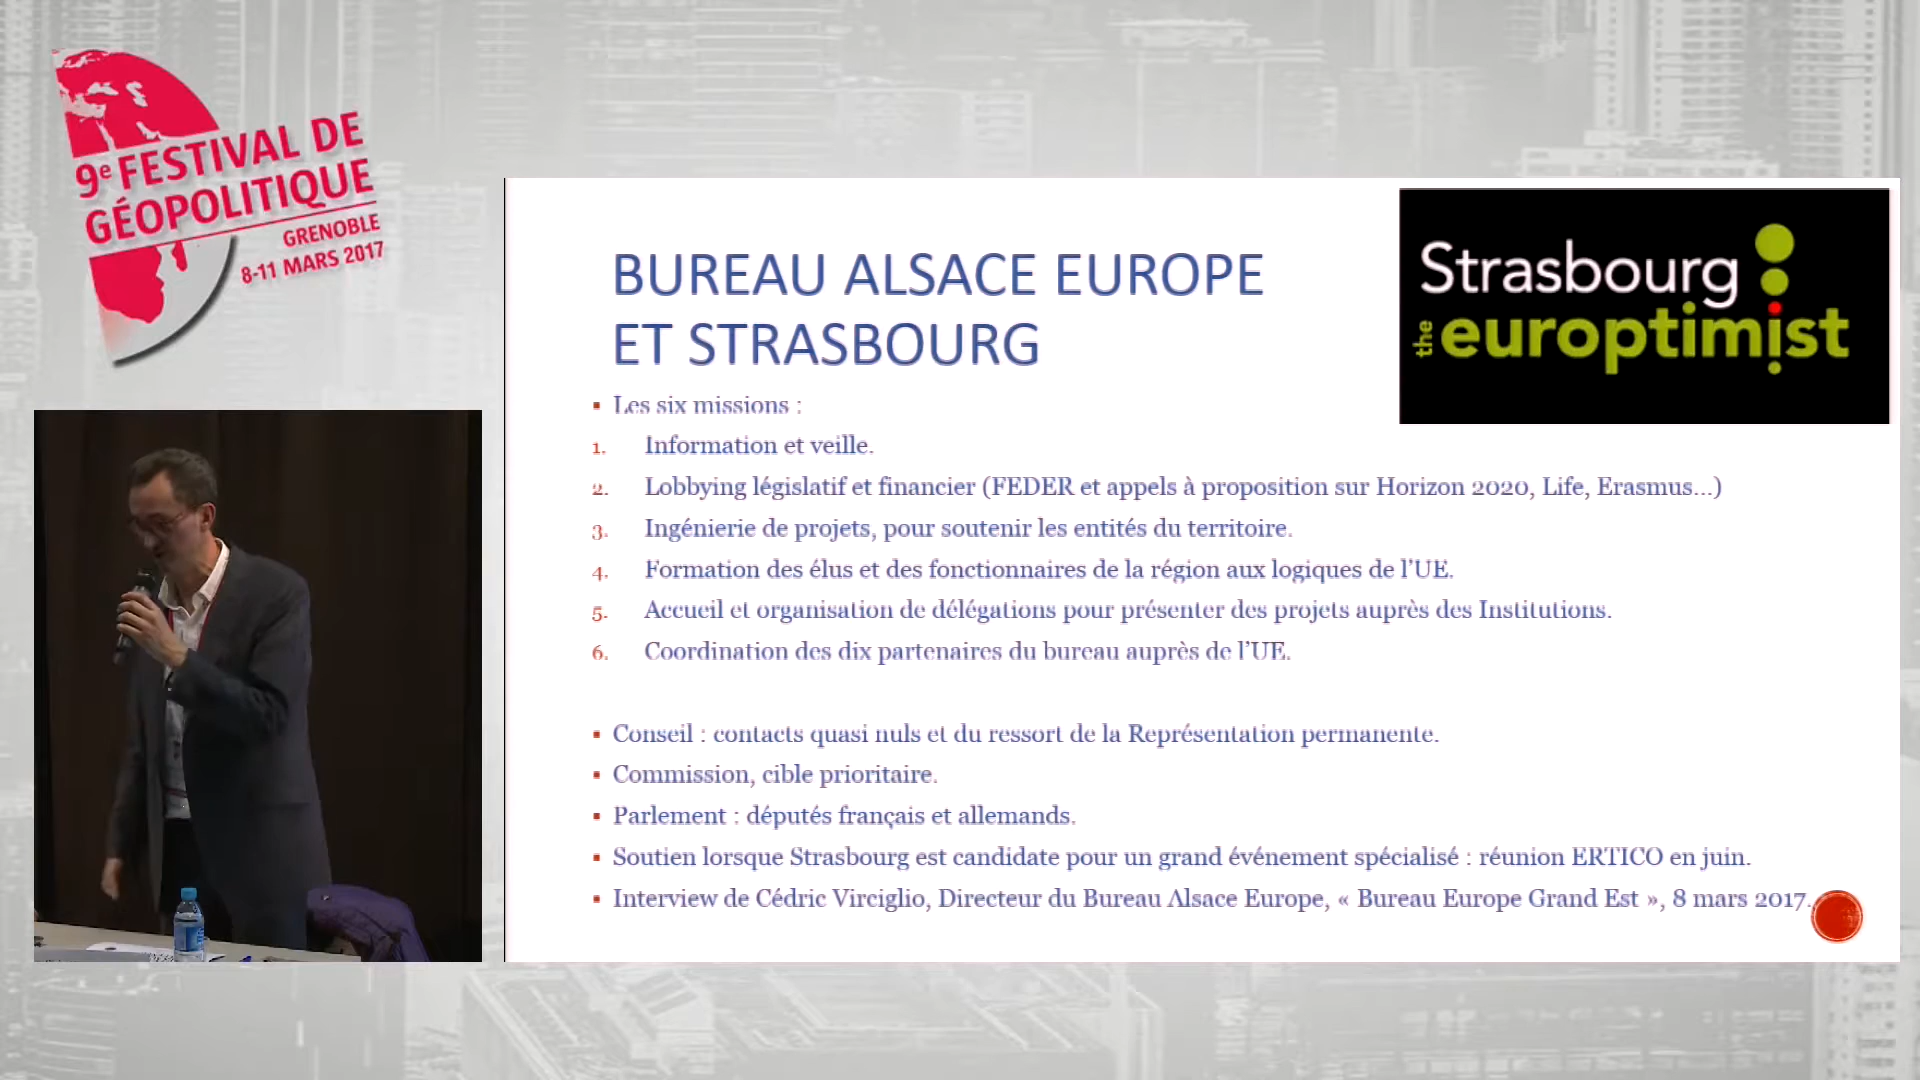 9e FESTIVAL DE
GÉOPOLITIQUE
GRENOBLE
8-11 MARS 2017
BUREAU ALSACE EUROPE
ET STRASBOURG
Strasbourg
the europtimist
▪ Les six missions :
1. Information et veille.
2. Lobbying législatif et financier (FEDER et appels à proposition sur Horizon 2020, Life, Erasmus...)
3. Ingénierie de projets, pour soutenir les entités du territoire.
4. Formation des élus et des fonctionnaires de la région aux logiques de l'UE.
5. Accueil et organisation de délégations pour présenter des projets auprès des Institutions.
6. Coordination des dix partenaires du bureau auprès de l'UE.
▪ Conseil : contacts quasi nuls et du ressort de la Représentation permanente.
▪ Commission, cible prioritaire.
▪ Parlement : députés français et allemands.
▪ Soutien lorsque Strasbourg est candidate pour un grand événement spécialisé : réunion ERTICO en juin.
▪ Interview de Cédric Virciglio, Directeur du Bureau Alsace Europe, « Bureau Europe Grand Est », 8 mars 2017.